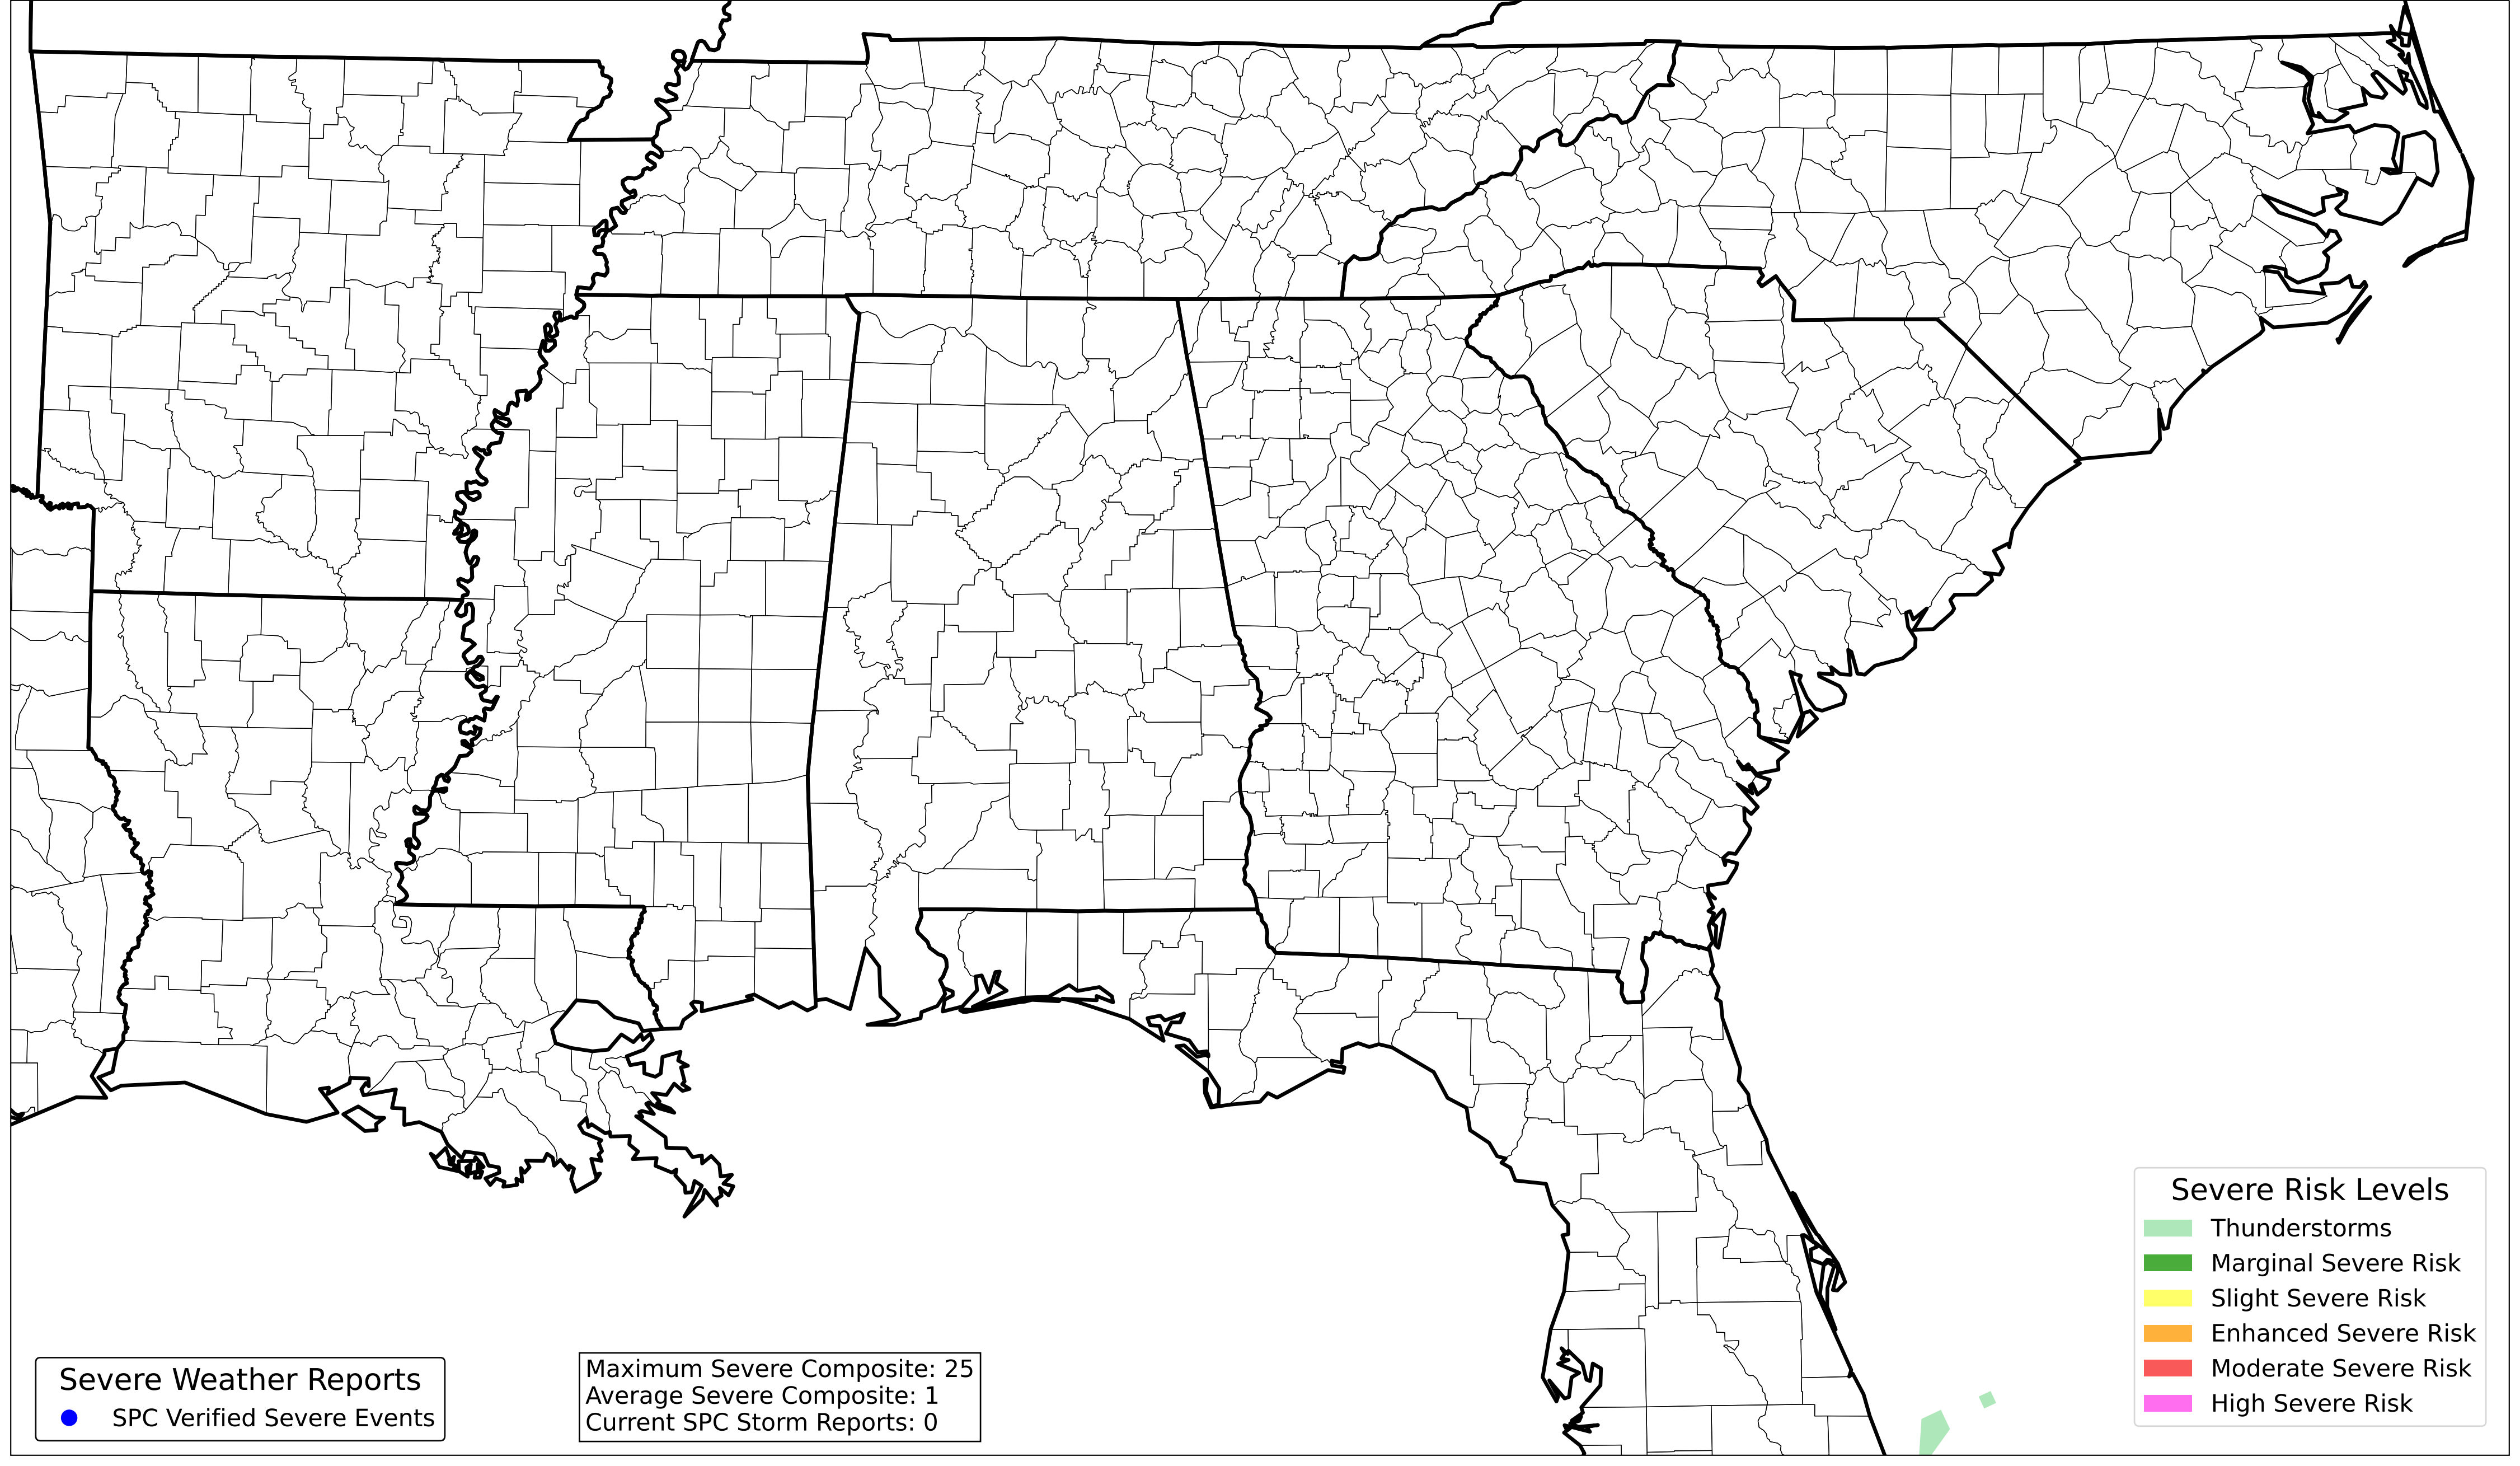 Severe Weather Reports
SPC Verified Severe Events
Maximum Severe Composite: 25
Average Severe Composite: 1
Current SPC Storm Reports: 0
Severe Risk Levels
Thunderstorms
Marginal Severe Risk
Slight Severe Risk
Enhanced Severe Risk
Moderate Severe Risk
High Severe Risk